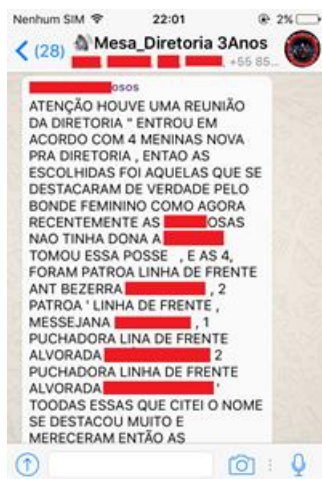 Nenhum SIM 22:01 2%
(28) Mesa_Diretoria 3Anos
+55 85...
osos
ATENÇÃO HOUVE UMA REUNIÃO
DA DIRETORIA " ENTROU EM
ACORDO COM 4 MENINAS NOVA
PRA DIRETORIA , ENTAO AS
ESCOLHIDAS FOI AQUELAS QUE SE
DESTACARAM DE VERDADE PELO
BONDE FEMININO COMO AGORA
RECENTEMENTE AS OSAS
NAO TINHA DONA A
TOMOU ESSA POSSE , E AS 4,
FORAM PATROA LINHA DE FRENTE
ANT BEZERRA , 2
PATROA ' LINHA DE FRENTE ,
MESSEJANA , 1
PUCHADORA LINA DE FRENTE
ALVORADA 2
PUCHADORA LINHA DE FRENTE
ALVORADA '
TOODAS ESSAS QUE CITEI O NOME
SE DESTACOU MUITO E
MERECERAM ENTÃO AS